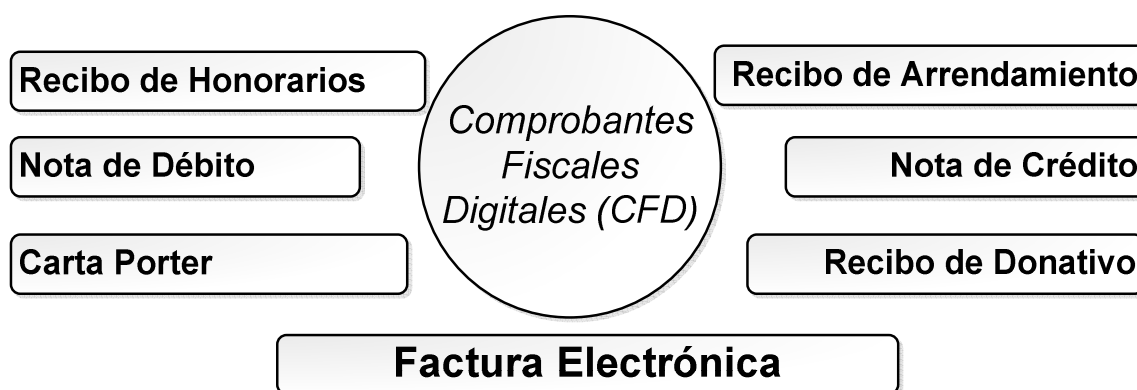 Recibo de Honorarios
Nota de Débito
Carta Porter
Comprobantes
Fiscales
Digitales (CFD)
Recibo de Arrendamiento
Nota de Crédito
Recibo de Donativo
Factura Electrónica